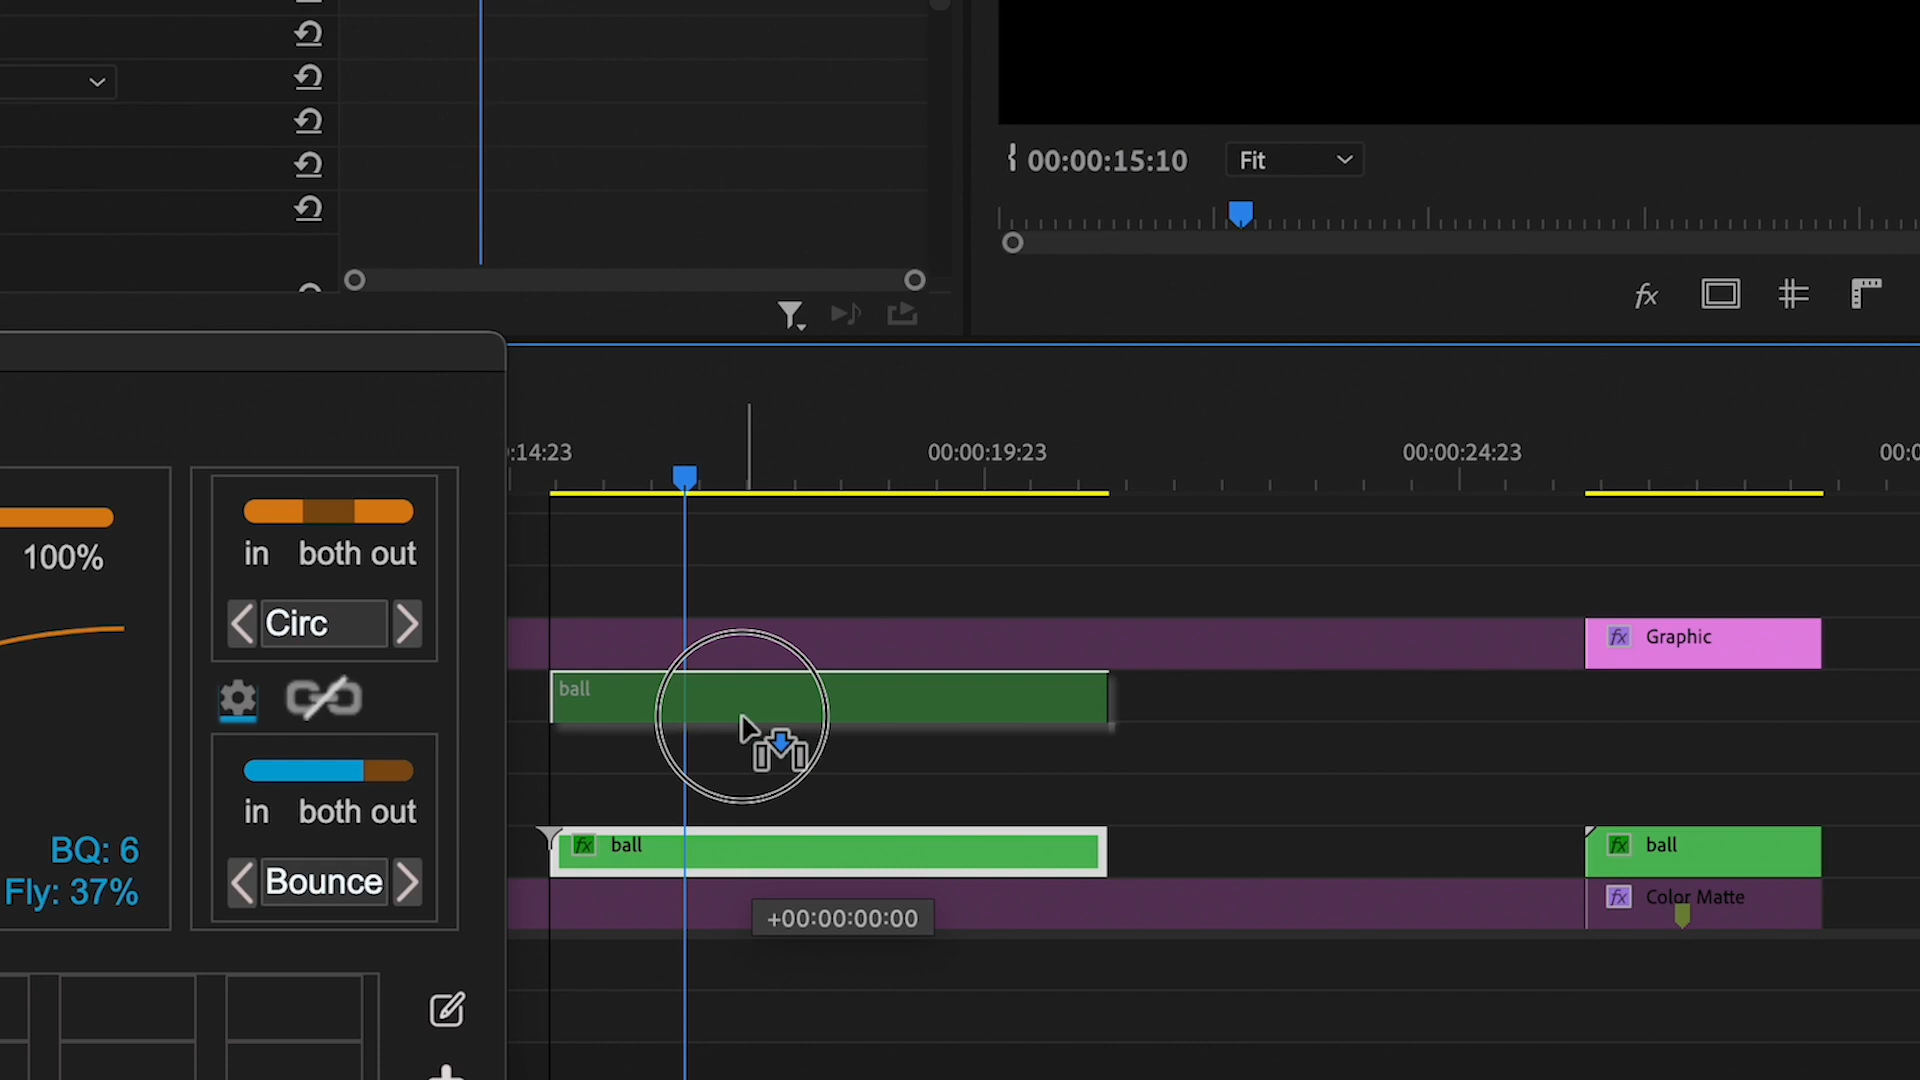 00:00:15:10
Fit
fx
:14:23
00:00:19:23
00:00:24:23
00:0
100%
in both out
Circ
fx Graphic
ball
in both out
BQ: 6
Fly: 37%
Bounce
fx ball
fx ball
fx Color Matte
+00:00:00:00